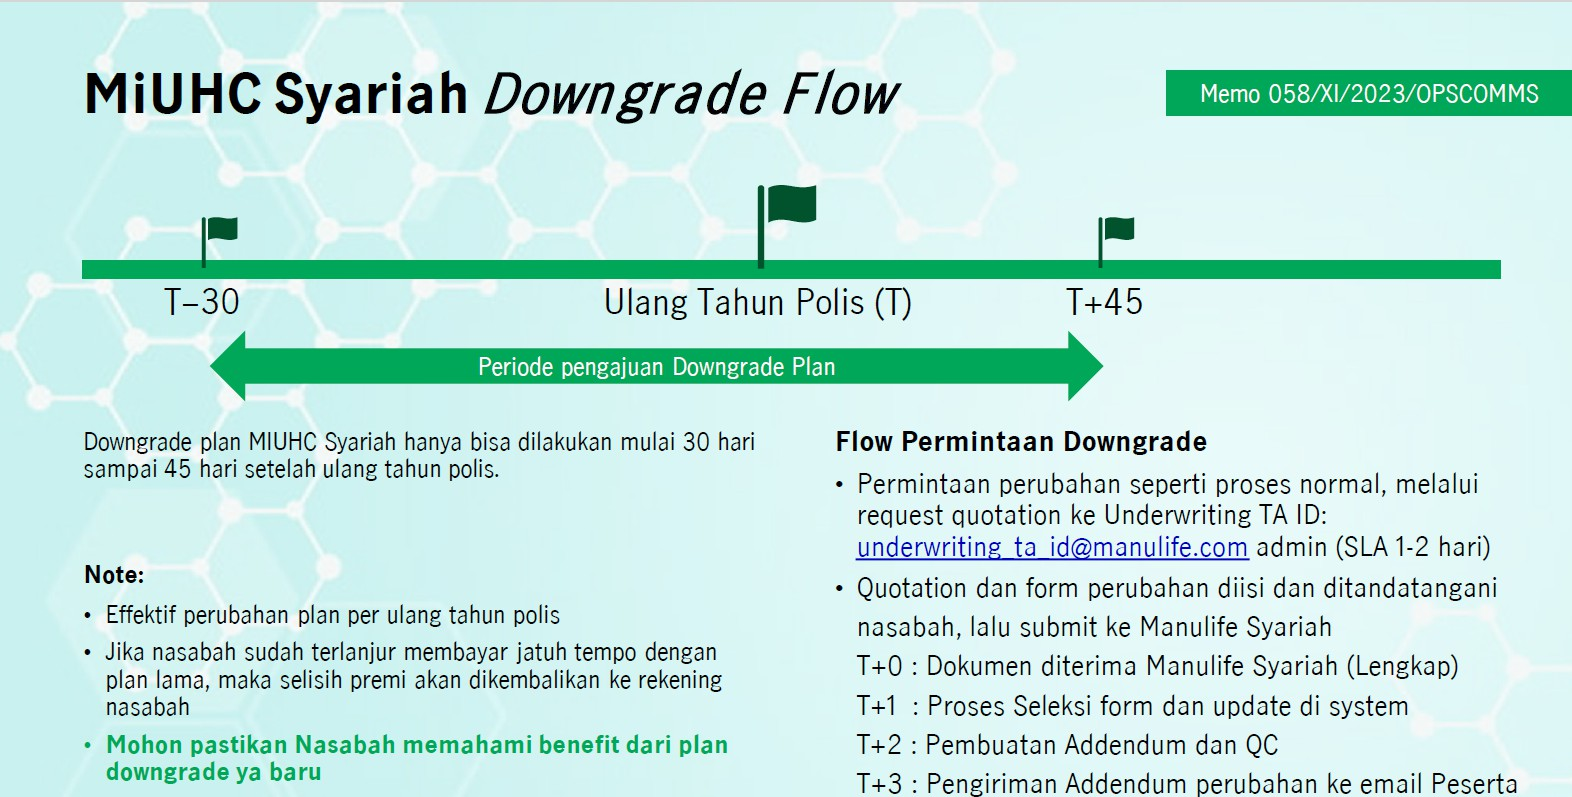 MiUHC Syariah Downgrade Flow
Memo 058/XI/2023/OPSCOMMS
T–30
Ulang Tahun Polis (T)
T+45
Periode pengajuan Downgrade Plan
Downgrade plan MIUHC Syariah hanya bisa dilakukan mulai 30 hari
sampai 45 hari setelah ulang tahun polis.
Note:
• Effektif perubahan plan per ulang tahun polis
• Jika nasabah sudah terlanjur membayar jatuh tempo dengan
plan lama, maka selisih premi akan dikembalikan ke rekening
nasabah
• Mohon pastikan Nasabah memahami benefit dari plan
downgrade ya baru
Flow Permintaan Downgrade
• Permintaan perubahan seperti proses normal, melalui
request quotation ke Underwriting TA ID:
underwriting_ta_id@manulife.com admin (SLA 1-2 hari)
• Quotation dan form perubahan diisi dan ditandatangani
nasabah, lalu submit ke Manulife Syariah
T+0 : Dokumen diterima Manulife Syariah (Lengkap)
T+1 : Proses Seleksi form dan update di system
T+2 : Pembuatan Addendum dan QC
T+3 : Pengiriman Addendum perubahan ke email Peserta